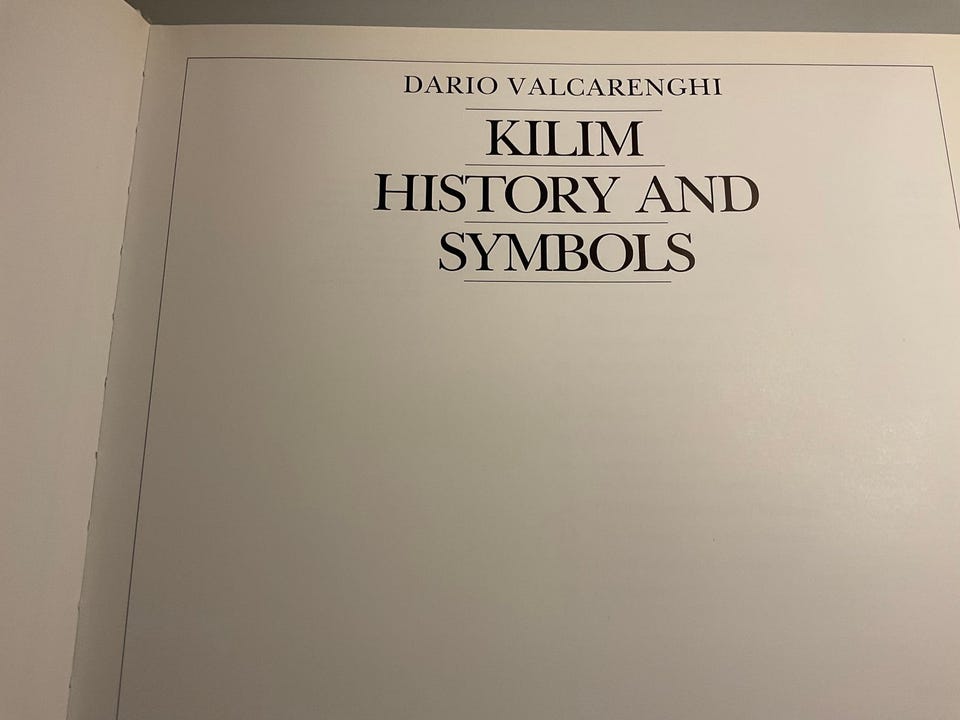 DARIO VALCARENGHI
KILIM
HISTORY AND
SYMBOLS